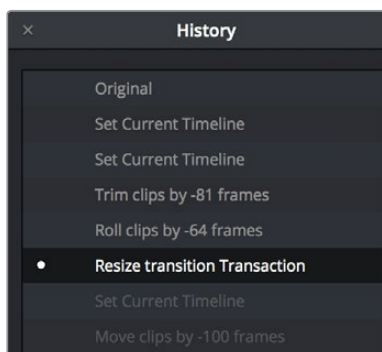 History
Original
Set Current Timeline
Set Current Timeline
Trim clips by -81 frames
Roll clips by -64 frames
Resize transition Transaction
Set Current Timeline
Move clips by -100 frames